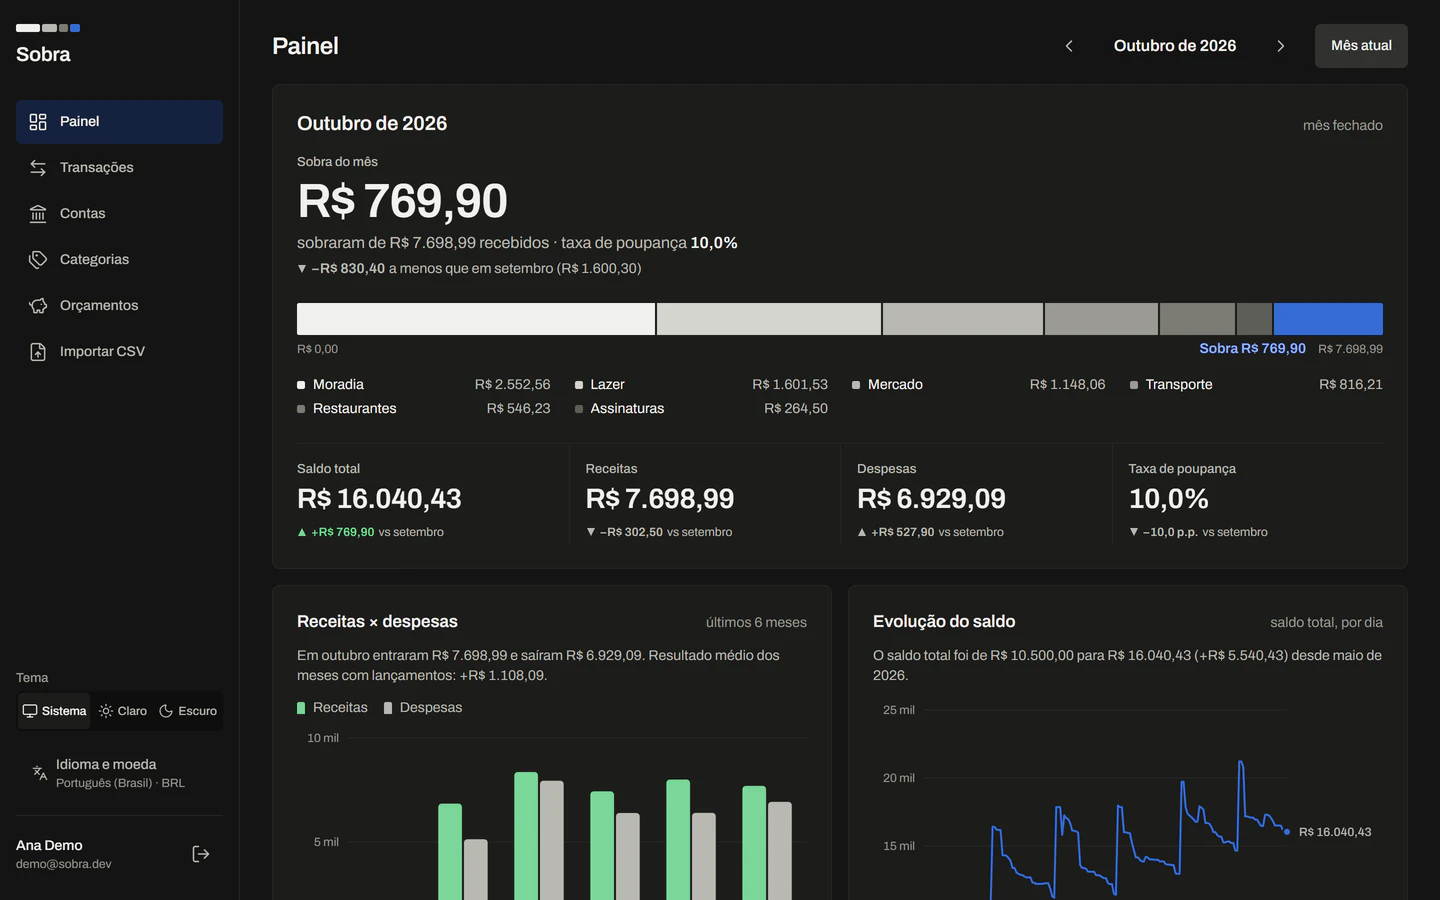 Sobra
Painel
Transações
Contas
Categorias
Orçamentos
Importar CSV
Tema
Sistema
Claro
Escuro
Idioma e moeda
Português (Brasil) · BRL
Ana Demo
demo@sobra.dev
Painel
Outubro de 2026
Mês atual
Outubro de 2026
mês fechado
Sobra do mês
R$ 769,90
sobraram de R$ 7.698,99 recebidos · taxa de poupança 10,0%
▼ −R$ 830,40 a menos que em setembro (R$ 1.600,30)
R$ 0,00
Sobra R$ 769,90
R$ 7.698,99
Moradia R$ 2.552,56
Lazer R$ 1.601,53
Mercado R$ 1.148,06
Transporte R$ 816,21
Restaurantes R$ 546,23
Assinaturas R$ 264,50
Saldo total
R$ 16.040,43
▲ +R$ 769,90 vs setembro
Receitas
R$ 7.698,99
▼ −R$ 302,50 vs setembro
Despesas
R$ 6.929,09
▲ +R$ 527,90 vs setembro
Taxa de poupança
10,0%
▼ −10,0 p.p. vs setembro
Receitas × despesas
últimos 6 meses
Em outubro entraram R$ 7.698,99 e saíram R$ 6.929,09. Resultado médio dos
meses com lançamentos: +R$ 1.108,09.
Receitas
Despesas
10 mil
5 mil
Evolução do saldo
saldo total, por dia
O saldo total foi de R$ 10.500,00 para R$ 16.040,43 (+R$ 5.540,43) desde maio de
2026.
25 mil
20 mil
15 mil
R$ 16.040,43